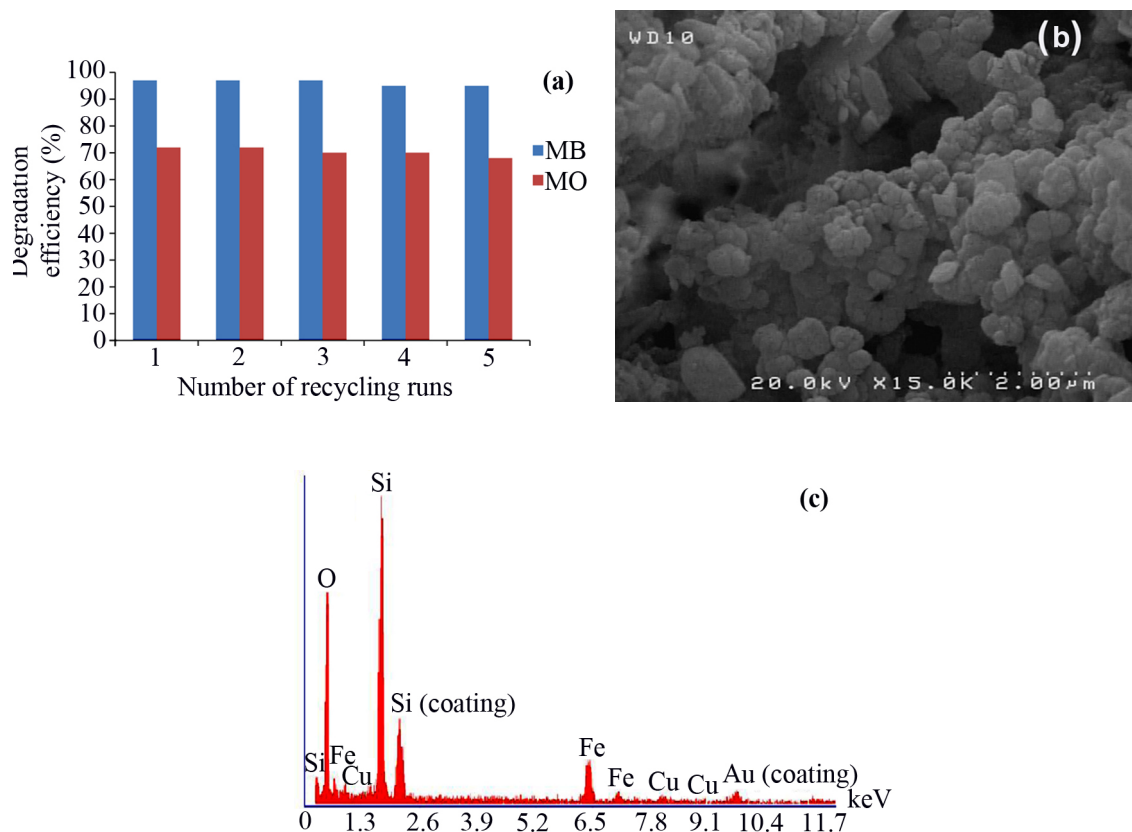 (a)
100
90
80
70
60
50
40
30
20
10
0
Degradation
efficiency (%)
MB
MO
1 2 3 4 5
Number of recycling runs
WD10
(b)
20.0kV X15.0K 2.00μm
(c)
Si
O
Si (coating)
Si
Fe
Cu
Fe
Fe
Cu
Cu
Au (coating)
keV
0 1.3 2.6 3.9 5.2 6.5 7.8 9.1 10.4 11.7